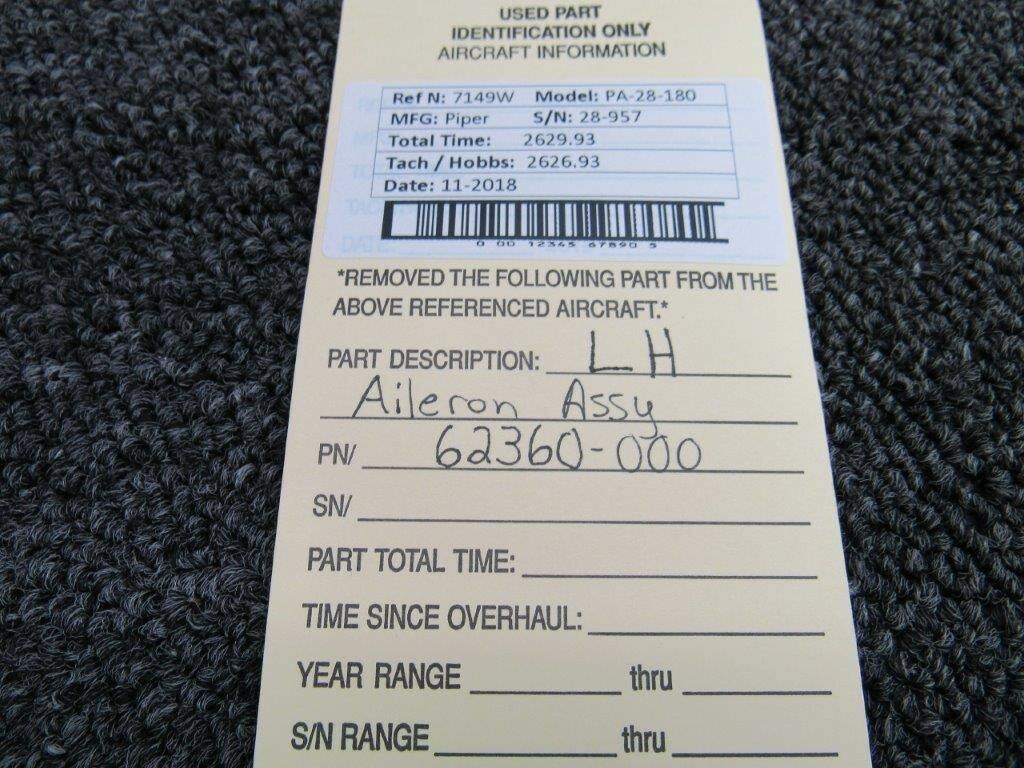 USED PART
IDENTIFICATION ONLY
AIRCRAFT INFORMATION
Ref N: 7149W Model: PA-28-180
MFG: Piper S/N: 28-957
Total Time: 2629.93
Tach / Hobbs: 2626.93
Date: 11-2018
0 00 12345 67890 5
*REMOVED THE FOLLOWING PART FROM THE
ABOVE REFERENCED AIRCRAFT.*
PART DESCRIPTION: LH
Aileron Assy
PN/ 62360-000
SN/
PART TOTAL TIME:
TIME SINCE OVERHAUL:
YEAR RANGE thru
S/N RANGE thru